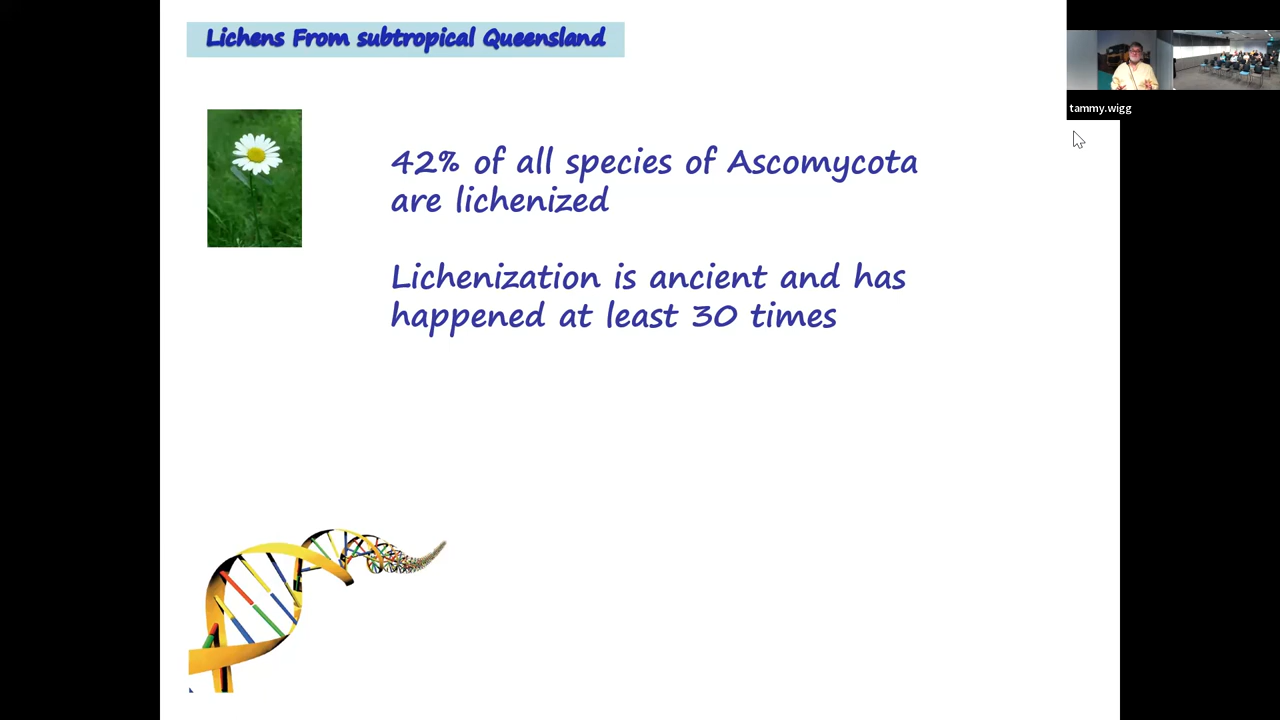 Lichens From subtropical Queensland
tammy.wigg
42% of all species of Ascomycota
are lichenized
Lichenization is ancient and has
happened at least 30 times